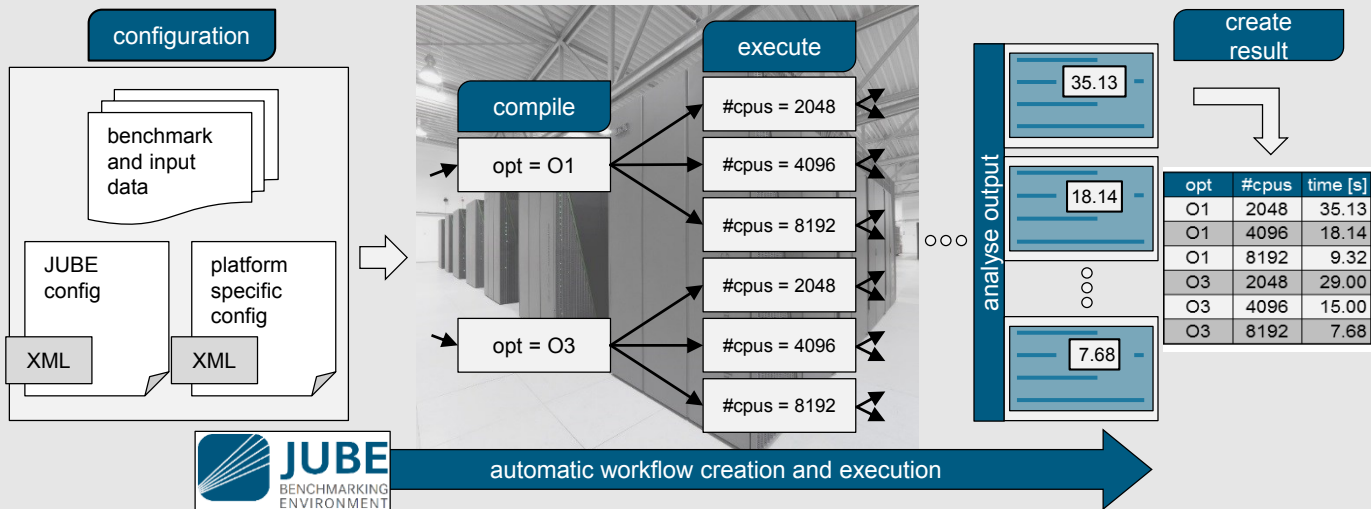 configuration
benchmark
and input
data
JUBE
config
XML
platform
specific
config
XML
compile
opt = O1
opt = O3
execute
#cpus = 2048
#cpus = 4096
#cpus = 8192
#cpus = 2048
#cpus = 4096
#cpus = 8192
analyse output
35.13
18.14
7.68
create
result
opt #cpus time [s]
O1 2048 35.13
O1 4096 18.14
O1 8192 9.32
O3 2048 29.00
O3 4096 15.00
O3 8192 7.68
JUBE
BENCHMARKING
ENVIRONMENT
automatic workflow creation and execution